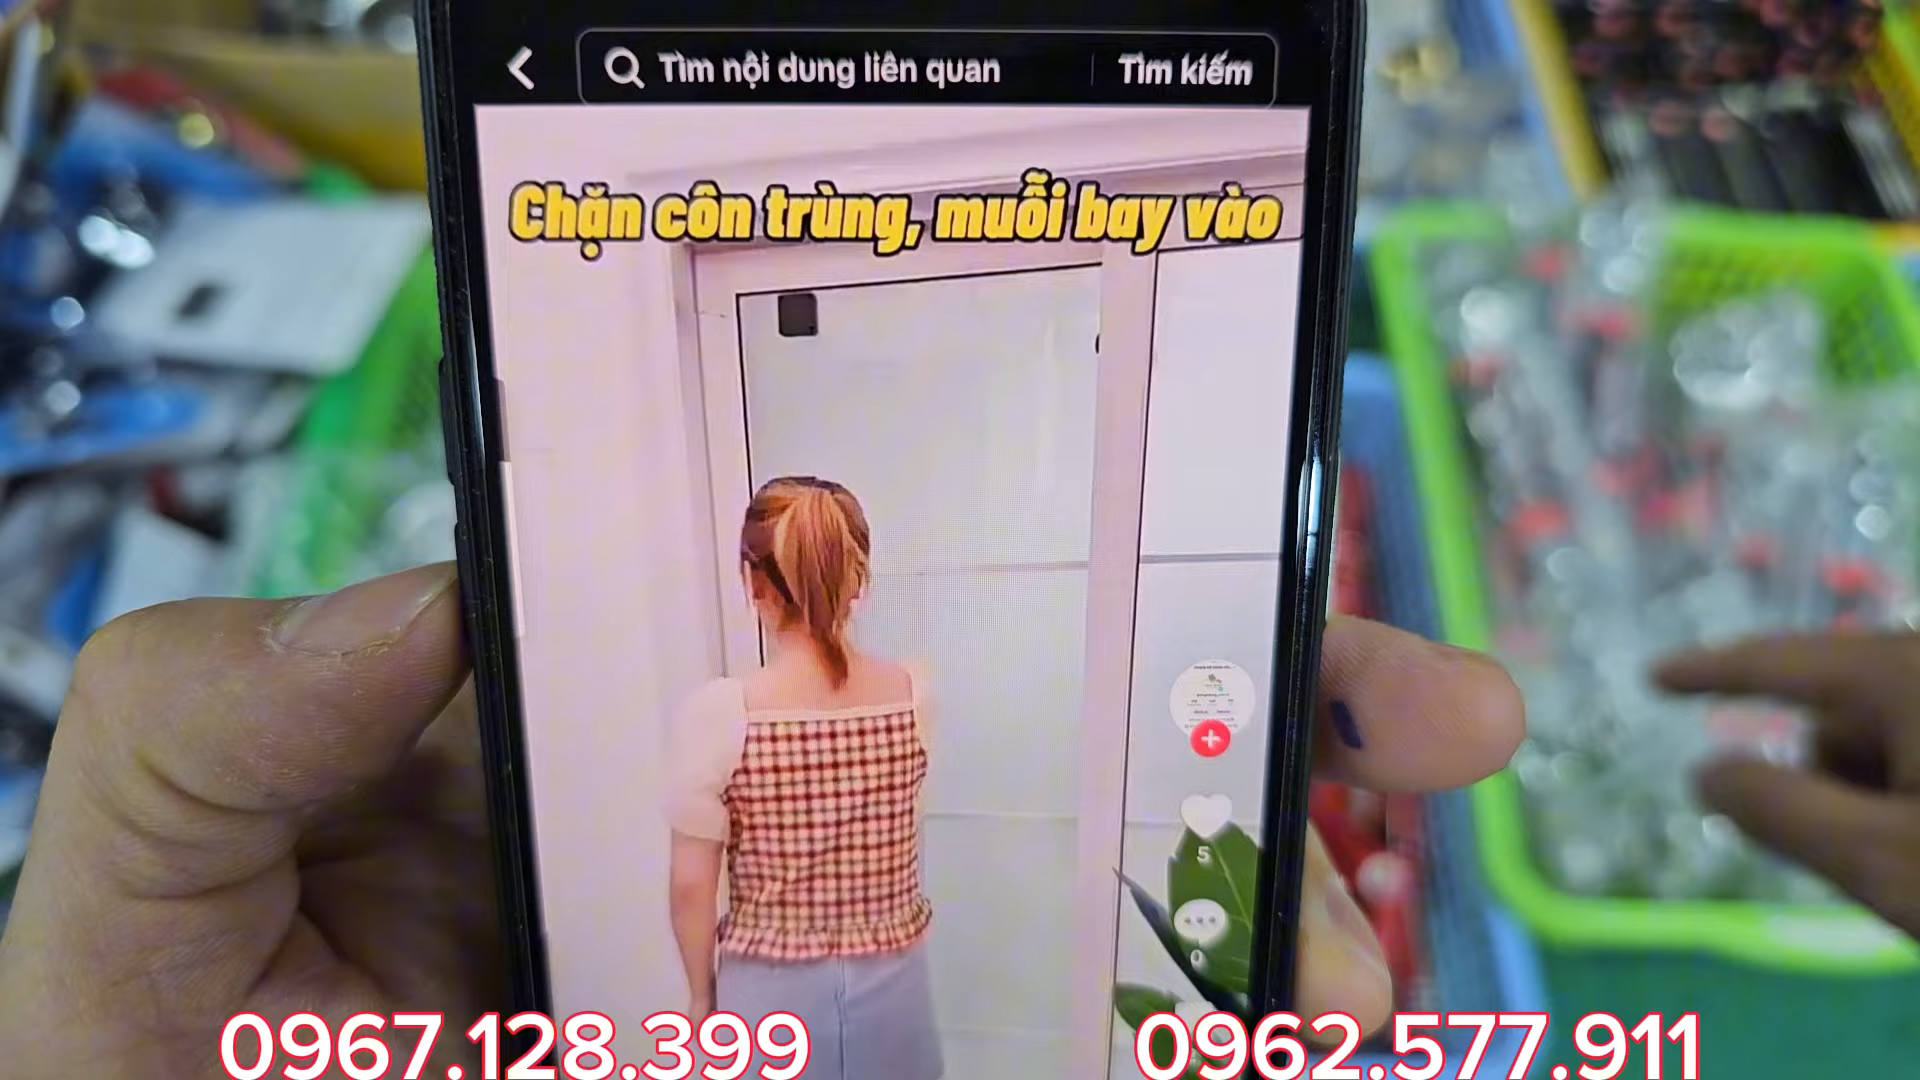 Tìm nội dung liên quan
Tìm kiếm
Chặn côn trùng, muỗi bay vào
5
0
0967.128.399
0962.577.911